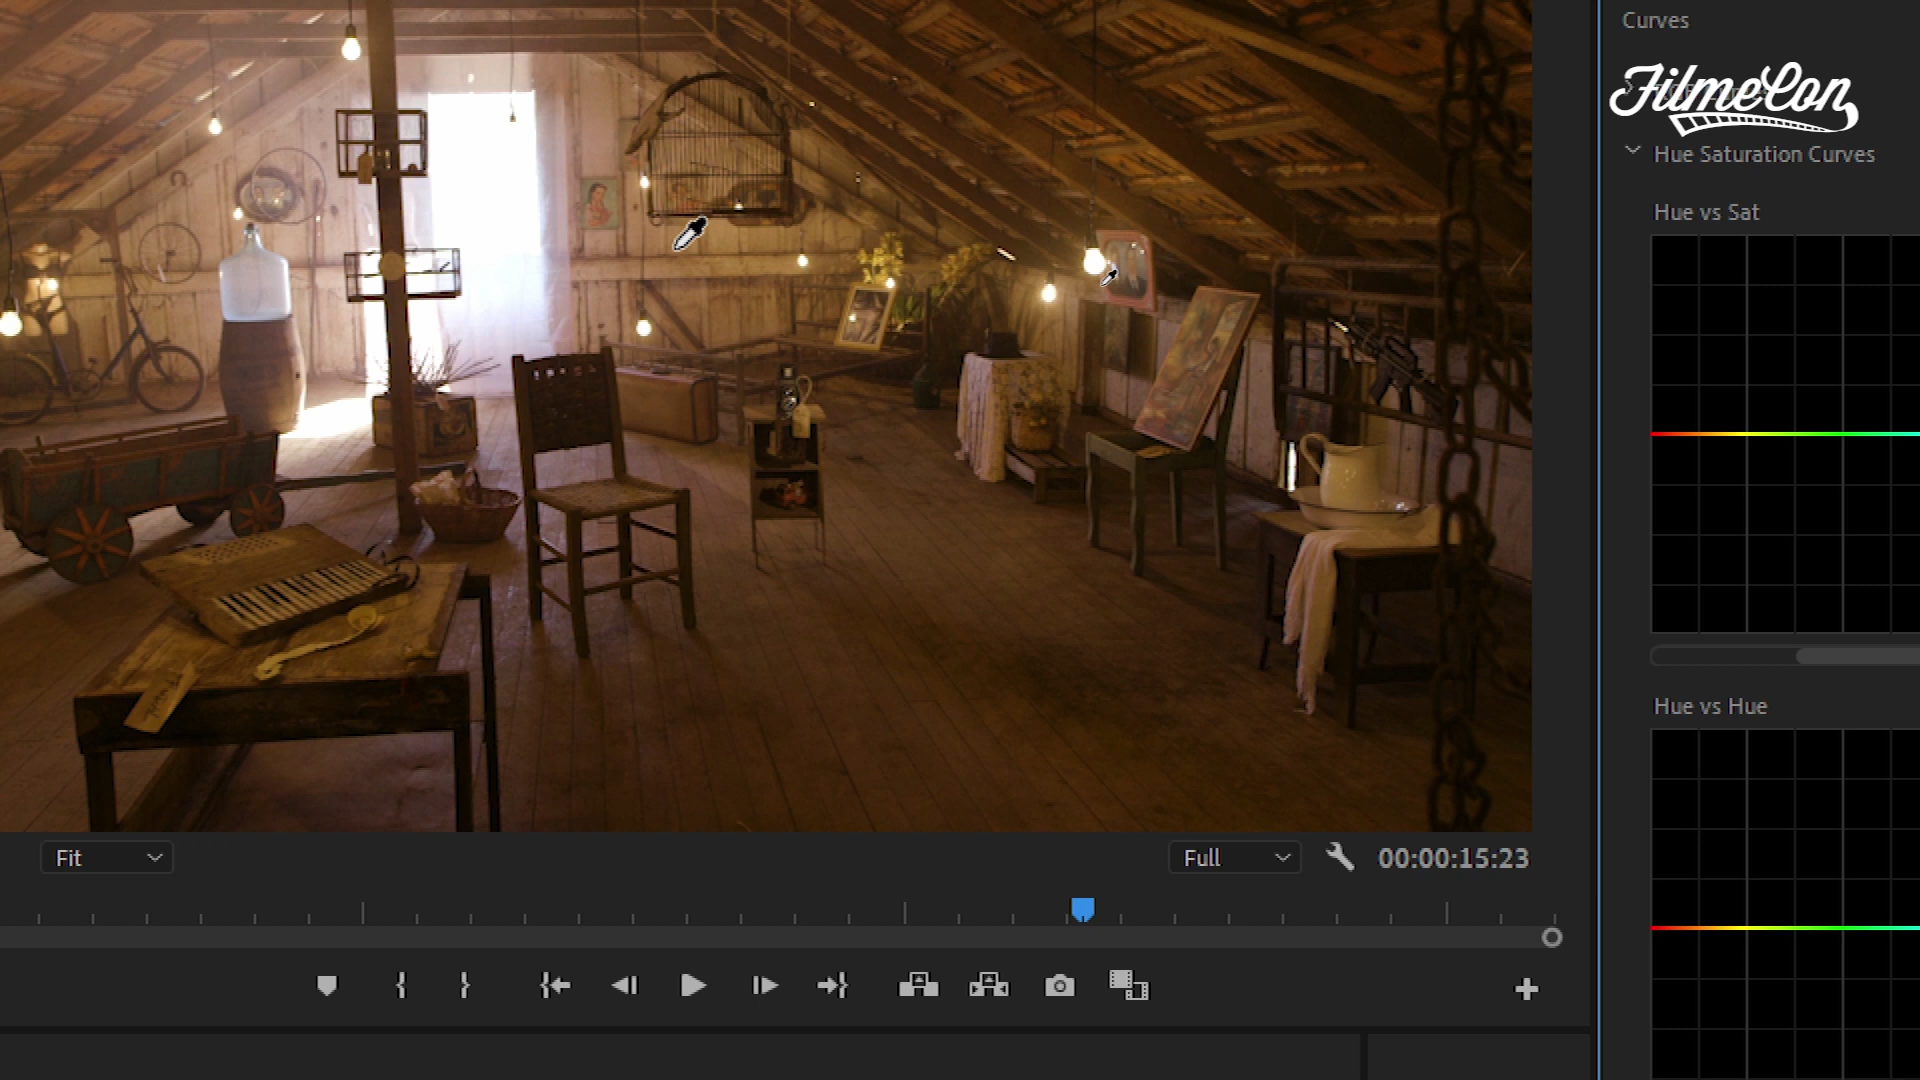 Curves
FilmeCon
Hue Saturation Curves
Hue vs Sat
Hue vs Hue
Fit
Full
00:00:15:23